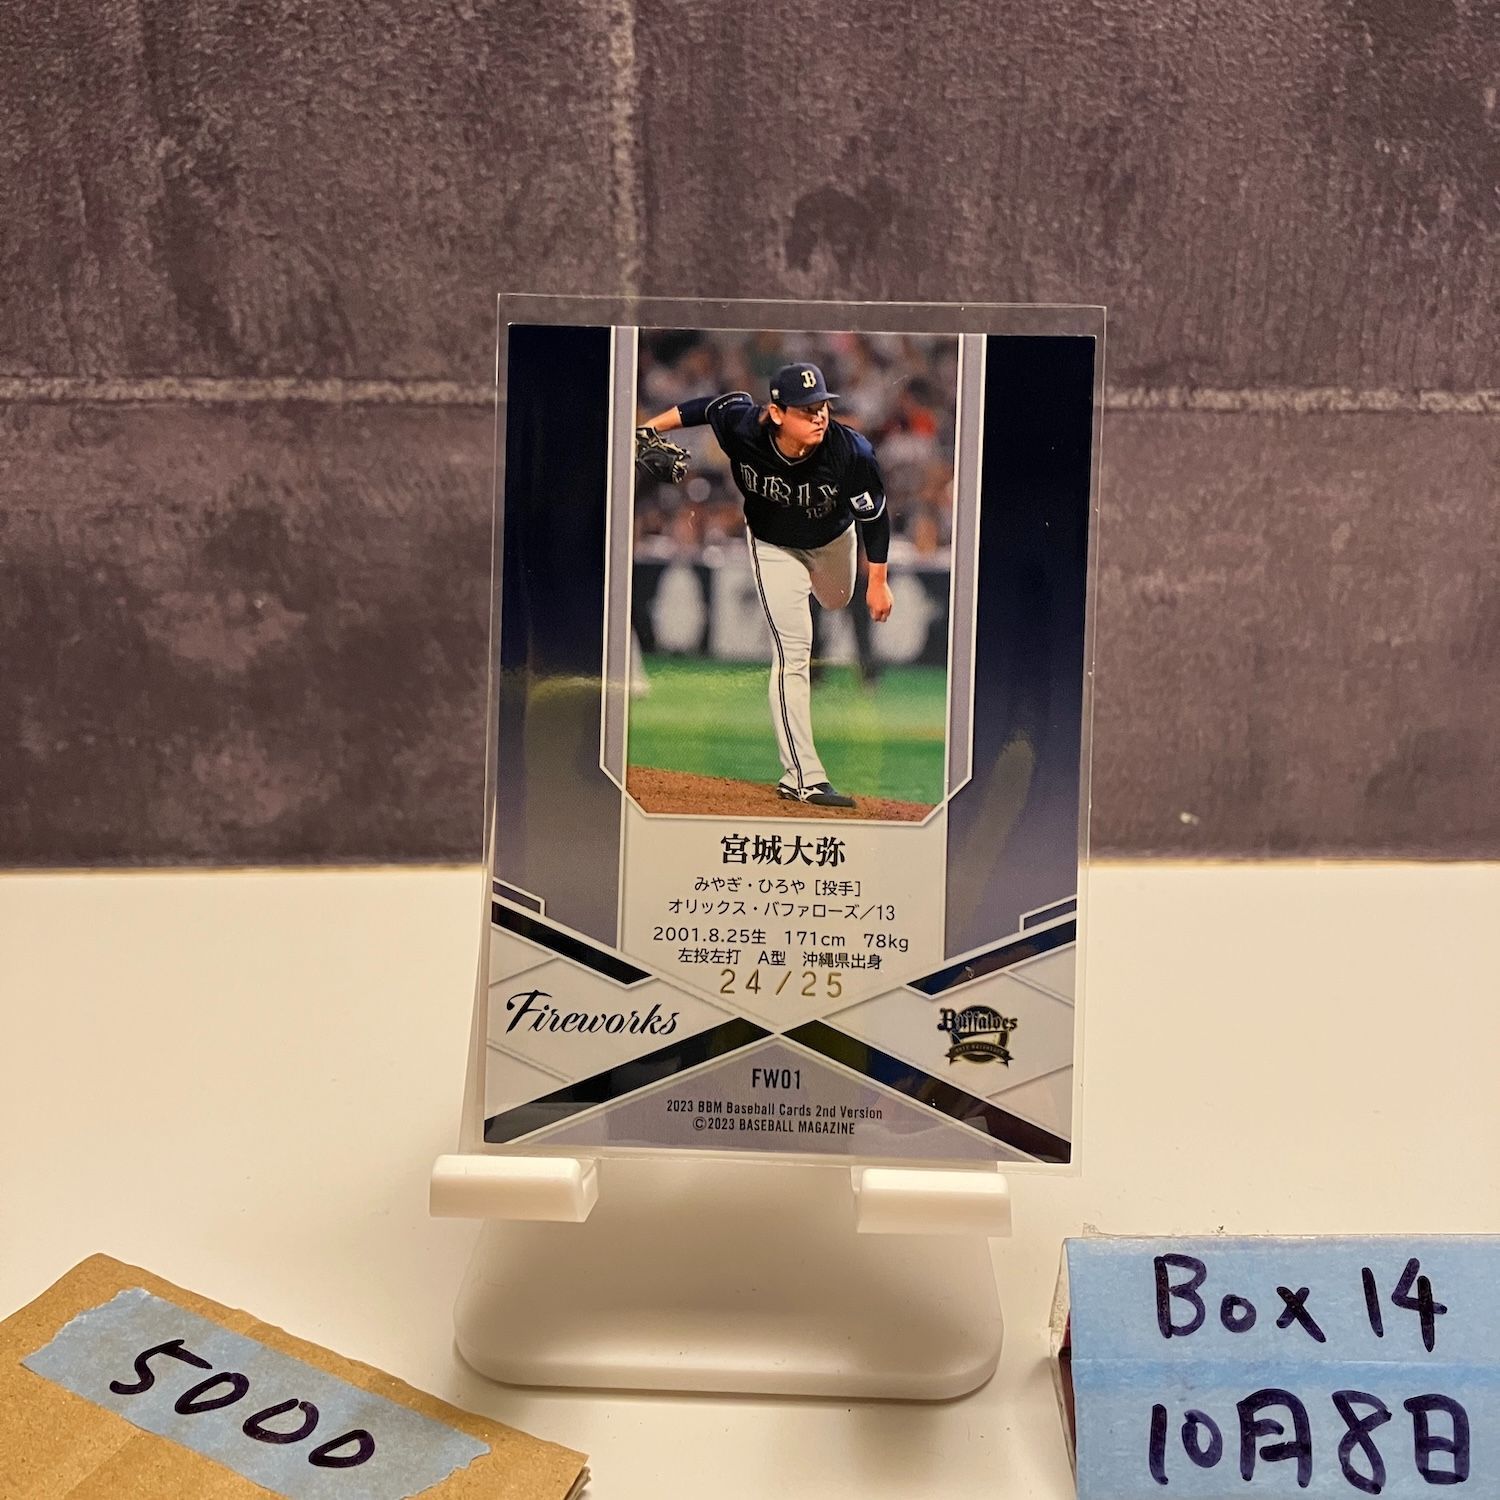 B
ORIX
13
宮城大弥
みやぎ・ひろや［投手］
オリックス・バファローズ／13
2001.8.25生 171cm 78kg
左投左打 A型 沖縄県出身
24/25
Fireworks
Buffaloes
FW01
2023 BBM Baseball Cards 2nd Version
©2023 BASEBALL MAGAZINE
5000
Box 14
10月8日